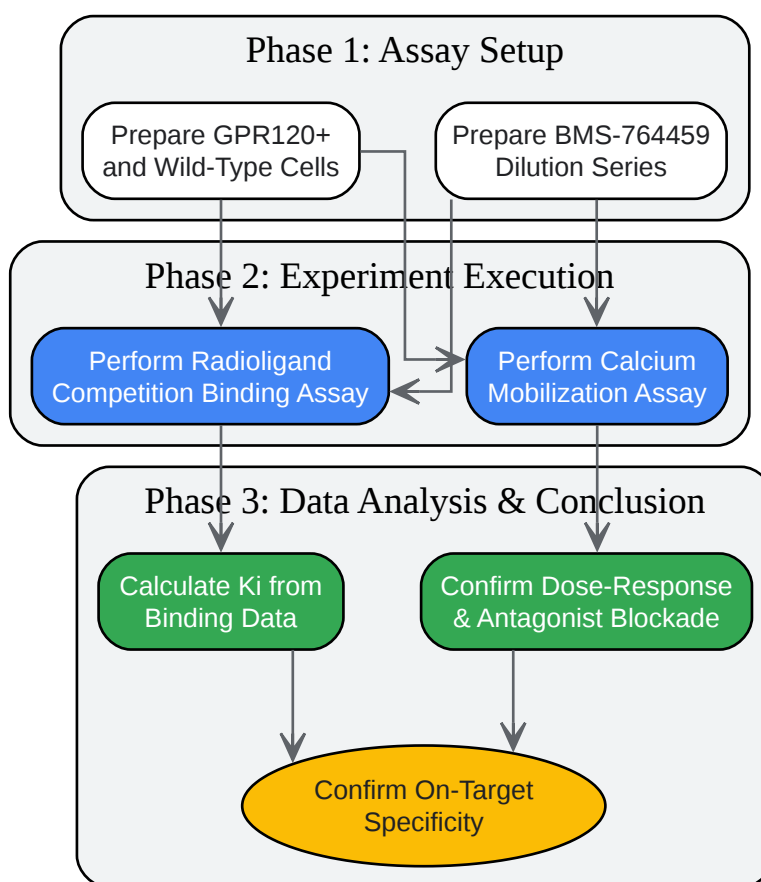 Phase 1: Assay Setup
Prepare GPR120+
and Wild-Type Cells
Prepare BMS-764459
Dilution Series
Phase 2: Experiment Execution
Perform Radioligand
Competition Binding Assay
Perform Calcium
Mobilization Assay
Phase 3: Data Analysis & Conclusion
Calculate Ki from
Binding Data
Confirm Dose-Response
& Antagonist Blockade
Confirm On-Target
Specificity